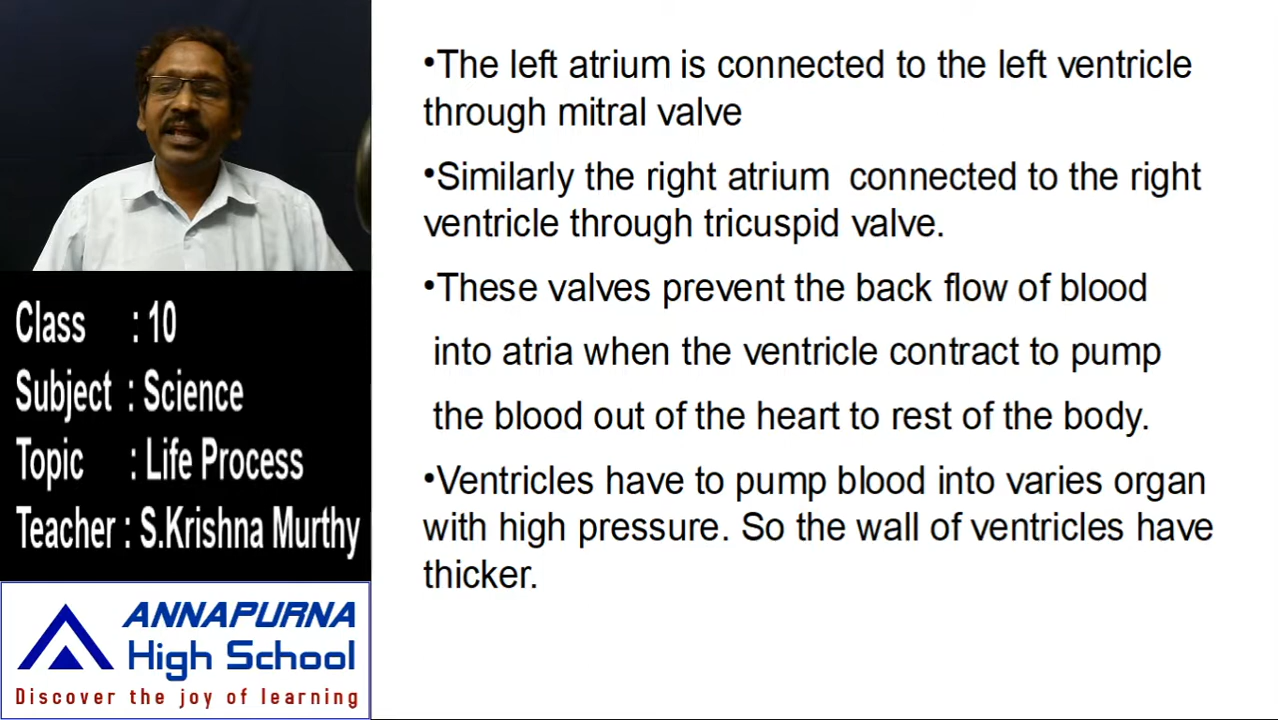 •The left atrium is connected to the left ventricle
through mitral valve
•Similarly the right atrium  connected to the right
ventricle through tricuspid valve.
•These valves prevent the back flow of blood
into atria when the ventricle contract to pump
the blood out of the heart to rest of the body.
•Ventricles have to pump blood into varies organ
with high pressure. So the wall of ventricles have
thicker.
Class : 10
Subject : Science
Topic : Life Process
Teacher : S.Krishna Murthy
ANNAPURNA
High School
Discover the joy of learning